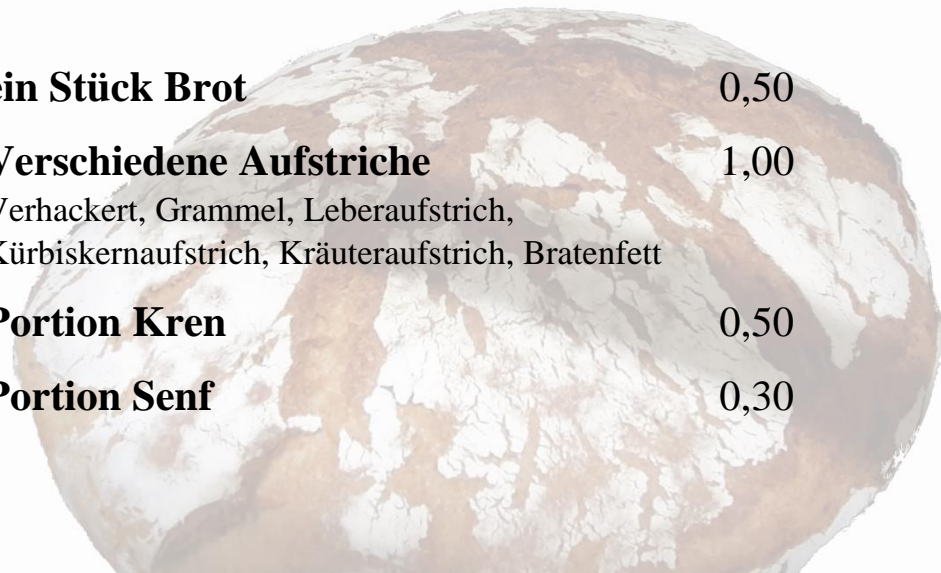 ein Stück Brot 0,50
Verschiedene Aufstriche 1,00
Verhackert, Grammel, Leberaufstrich,
Kürbiskernaufstrich, Kräuteraufstrich, Bratenfett
Portion Kren 0,50
Portion Senf 0,30